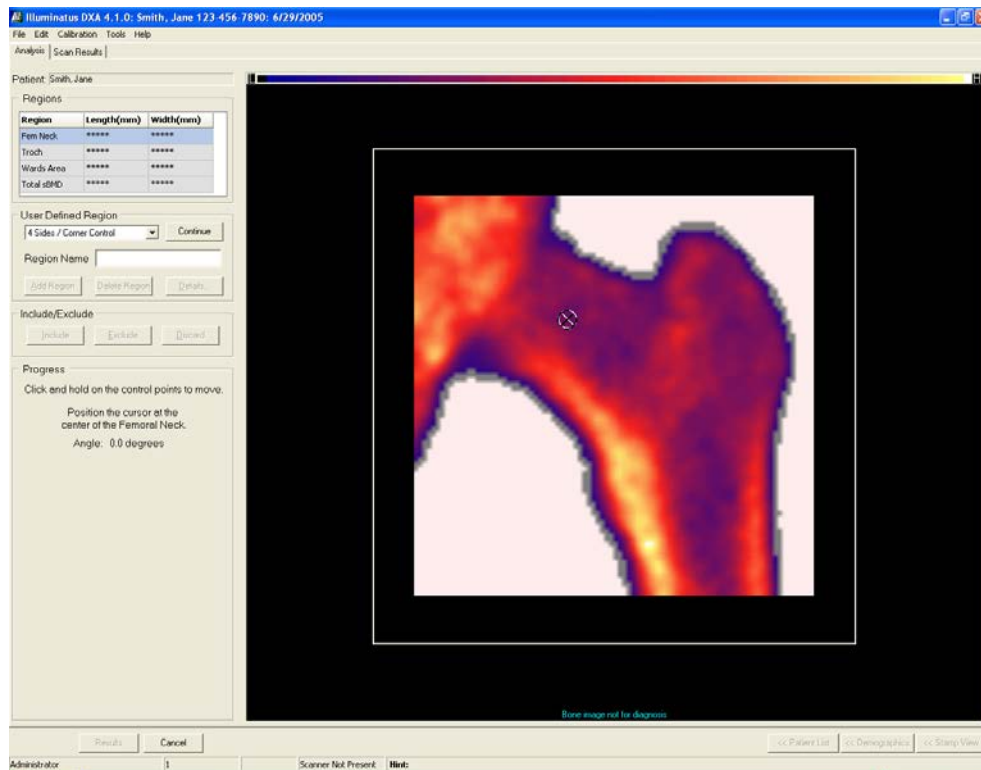 Illuminatus DXA 4.1.0: Smith, Jane 123-456-7890: 6/29/2005
File Edit Calibration Tools Help
Analysis Scan Results
Patient: Smith, Jane
Regions
Region Length(mm) Width(mm)
Fem Neck ***** *****
Troch ***** *****
Wards Area ***** *****
Total sBMD ***** *****
User Defined Region
4 Sides / Corner Control Continue
Region Name
Add Region Delete Region Details...
Include/Exclude
Include Exclude Discard
Progress
Click and hold on the control points to move.
Position the cursor at the
center of the Femoral Neck.
Angle: 0.0 degrees
Bone image not for diagnosis
Results Cancel
<< Patient List << Demographics << Stamp View
Administrator 1 Scanner Not Present Hint: